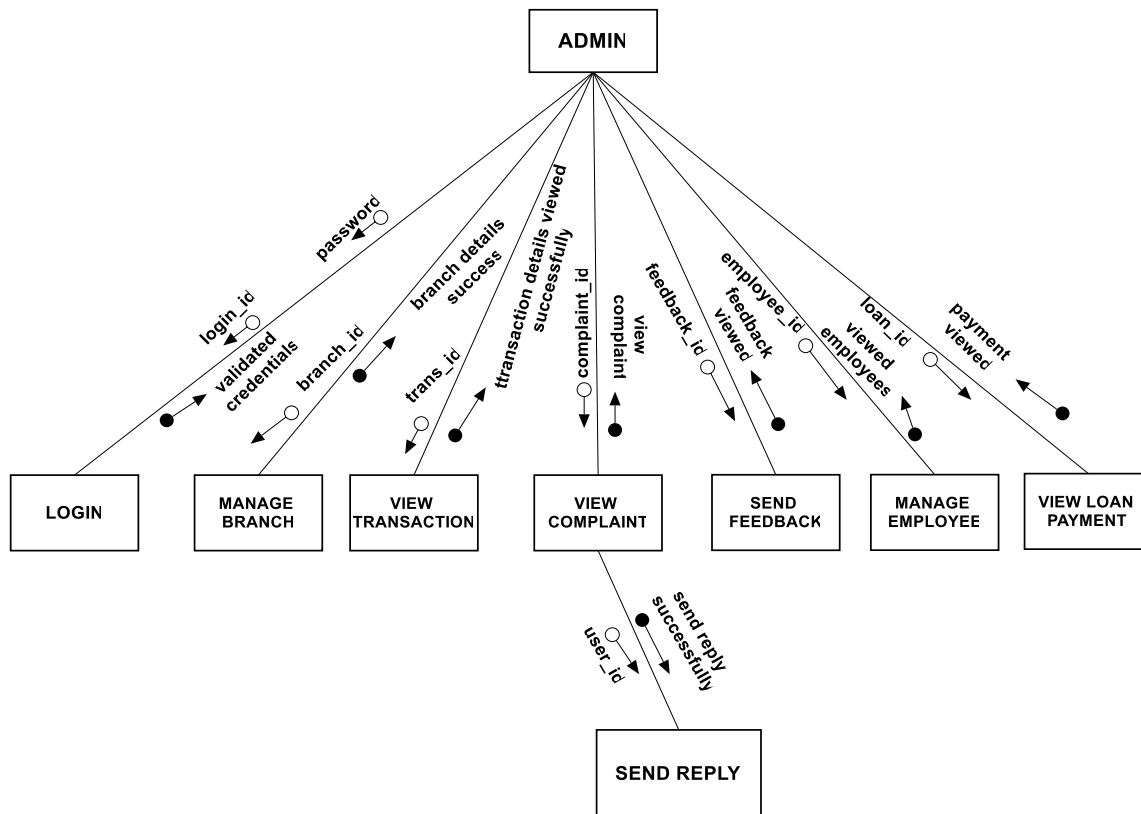 ADMIN
password
login_id
validated
credentials
branch_id
branch details
success
trans_id
ttransaction details viewed
successfully
complaint_id
view
complaint
feedback_id
feedback
viewed
employee_id
viewed
employees
loan_id
payment
viewed
LOGIN
MANAGE
BRANCH
VIEW
TRANSACTION
VIEW
COMPLAINT
SEND
FEEDBACK
MANAGE
EMPLOYEE
VIEW LOAN
PAYMENT
user_id
send reply
successfully
SEND REPLY